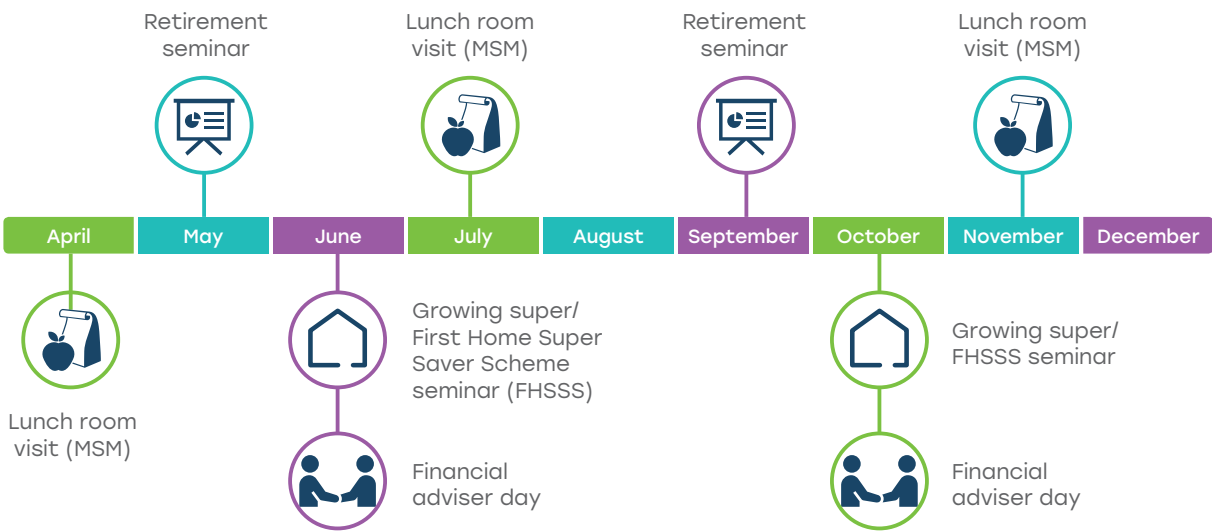 Retirement
seminar
Lunch room
visit (MSM)
Retirement
seminar
Lunch room
visit (MSM)
April
May
June
July
August
September
October
November
December
Lunch room
visit (MSM)
Growing super/
First Home Super
Saver Scheme
seminar (FHSSS)
Financial
adviser day
Growing super/
FHSSS seminar
Financial
adviser day